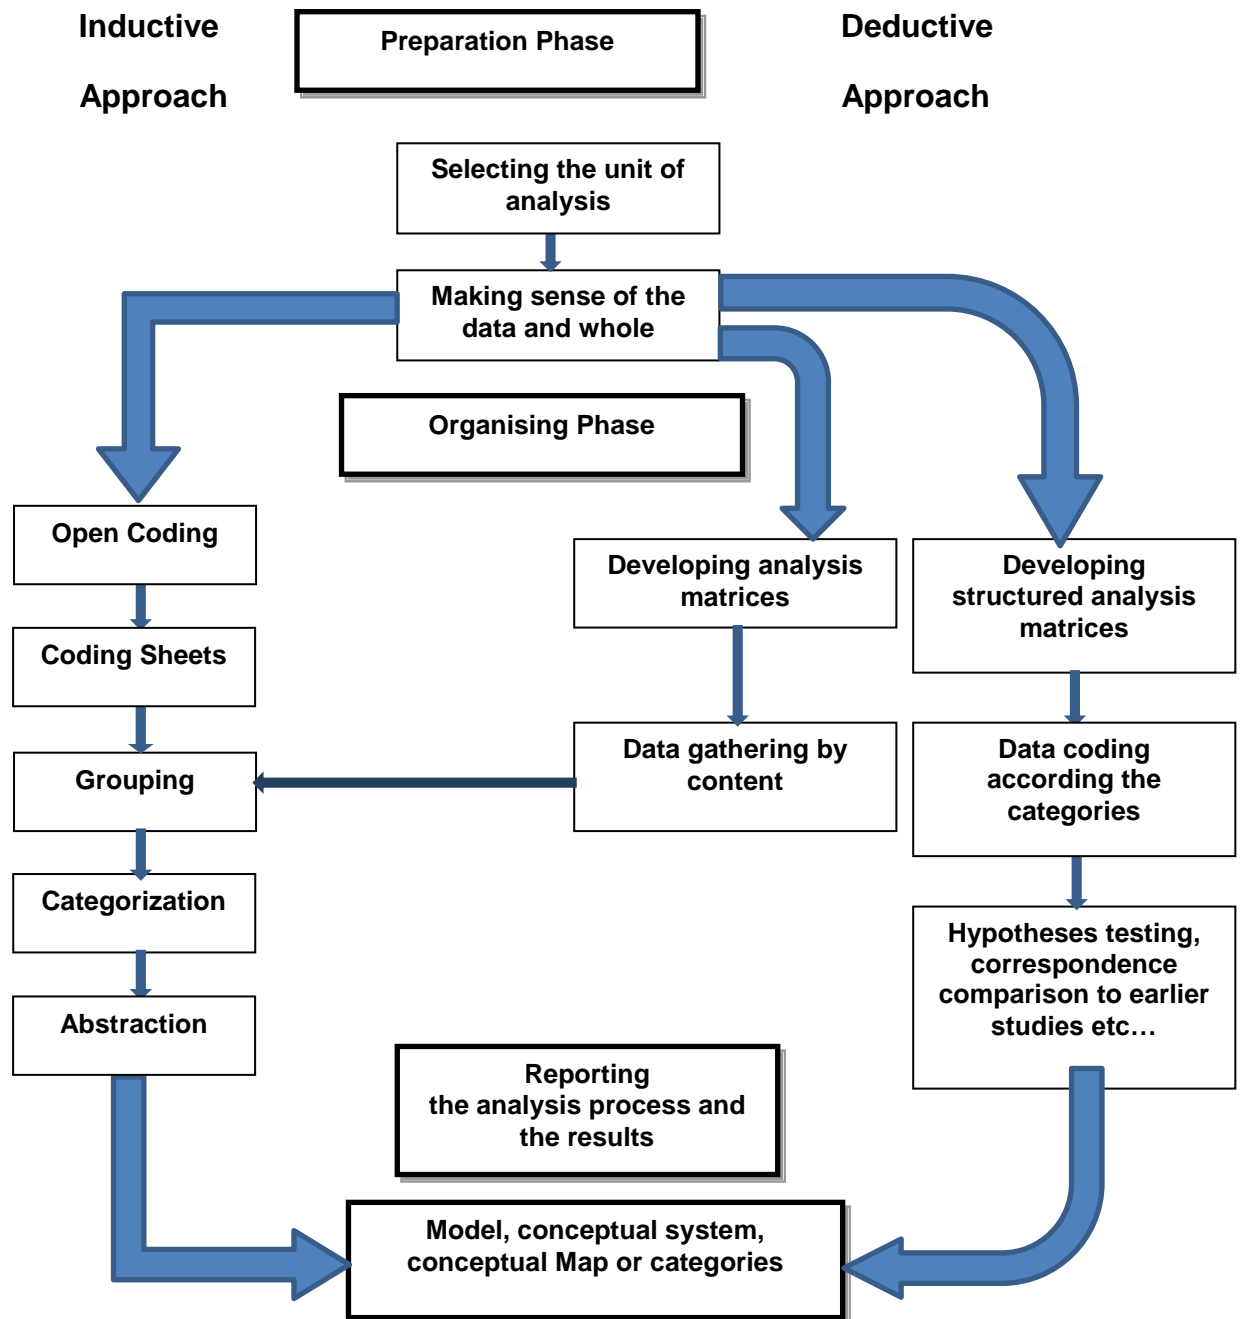 Inductive
Approach
Preparation Phase
Deductive
Approach
Selecting the unit of
analysis
Making sense of the
data and whole
Organising Phase
Open Coding
Coding Sheets
Grouping
Categorization
Abstraction
Developing analysis
matrices
Data gathering by
content
Developing
structured analysis
matrices
Data coding
according the
categories
Hypotheses testing,
correspondence
comparison to earlier
studies etc…
Reporting
the analysis process and
the results
Model, conceptual system,
conceptual Map or categories